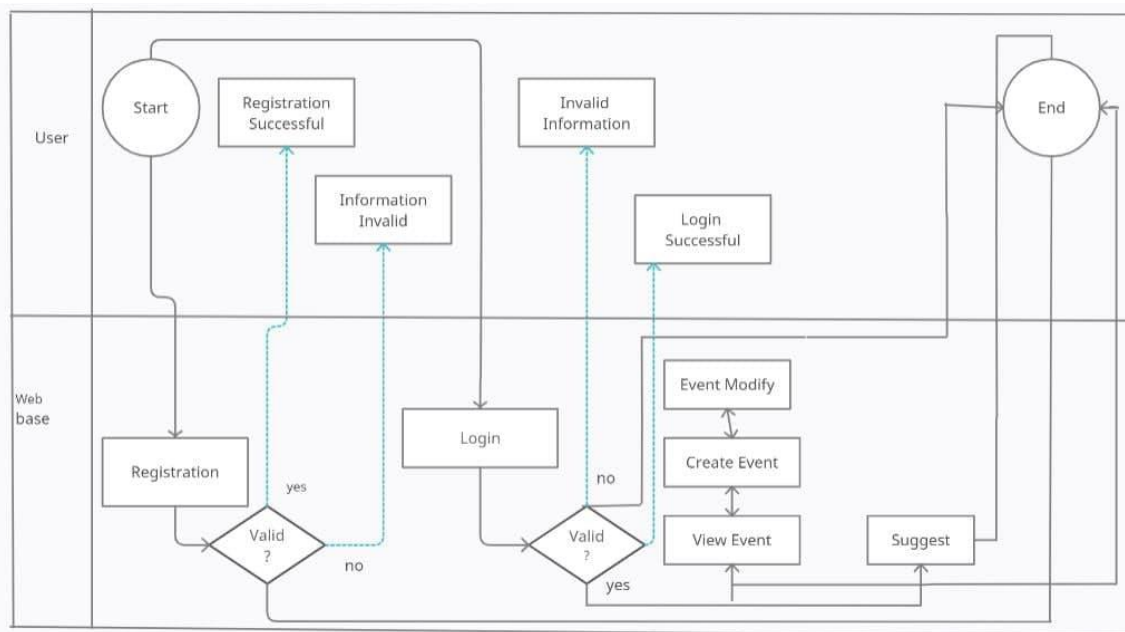 User
Start
Registration
Successful
Information
Invalid
Invalid
Information
Login
Successful
End
Web
base
Registration
yes
Valid
?
no
Login
no
Valid
?
yes
Event Modify
Create Event
View Event
Suggest